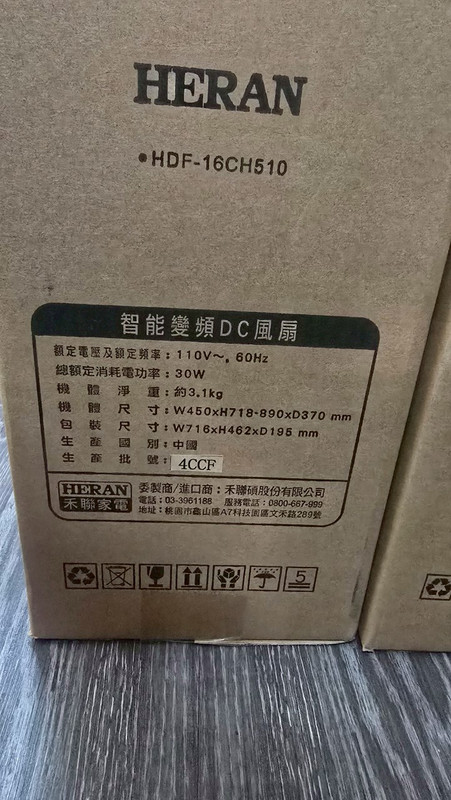 HERAN
•HDF-16CH510
智能變頻DC風扇
額定電壓及額定頻率：110V～, 60Hz
總額定消耗電功率：30W
機體淨重：約3.1kg
機體尺寸：W450xH718-890xD370 mm
包裝尺寸：W716xH462xD195 mm
生產國別：中國
生產批號：4CCF
HERAN
禾聯家電
委製商/進口商：禾聯碩股份有限公司
電話：03-3961188 服務電話：0800-667-999
地址：桃園市龜山區A7科技園區文禾路289號
5